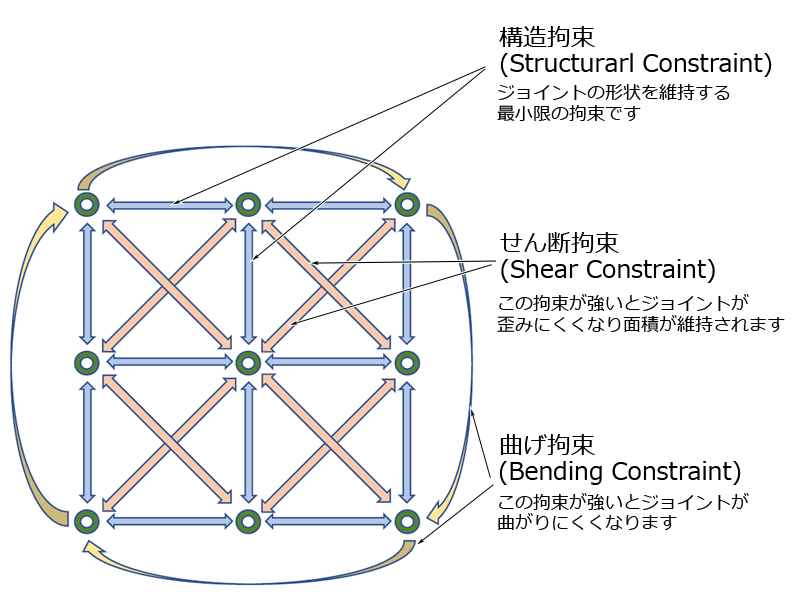 構造拘束
(Structurarl Constraint)
ジョイントの形状を維持する
最小限の拘束です
せん断拘束
(Shear Constraint)
この拘束が強いとジョイントが
歪みにくくなり面積が維持されます
曲げ拘束
(Bending Constraint)
この拘束が強いとジョイントが
曲がりにくくなります